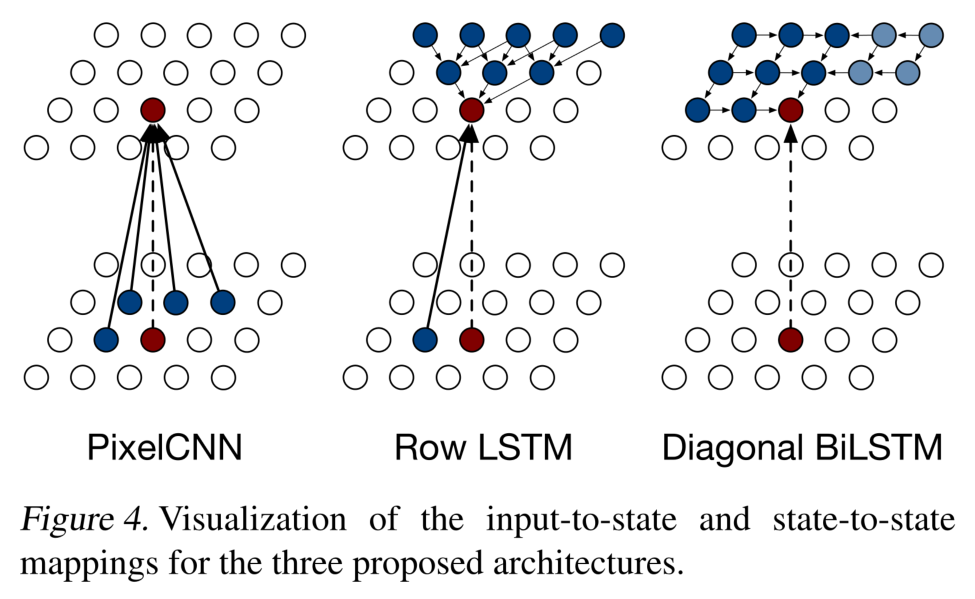 PixelCNN Row LSTM Diagonal BiLSTM
Figure 4. Visualization of the input-to-state and state-to-state
mappings for the three proposed architectures.